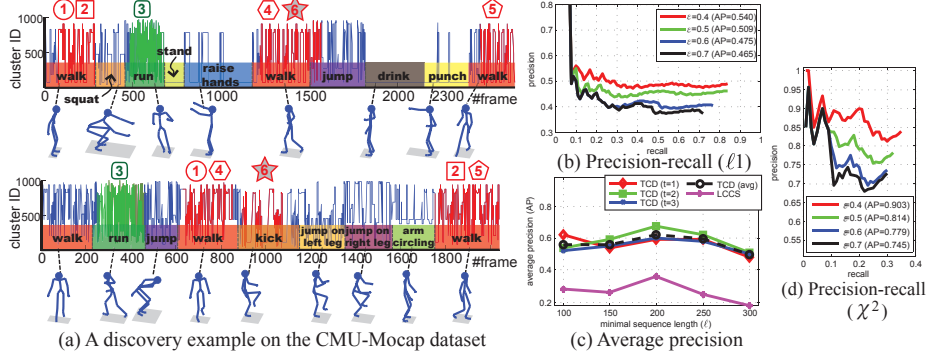 1 2 3 4 6 5
cluster ID
1000
500
0
walk squat run stand raise hands walk jump drink punch walk
0 500 680 1000 1180 1500 1820 2000 2300 #frame
3 1 4 6 2 5
cluster ID
1000
500
walk run jump walk kick jump on left leg jump on right leg arm circling walk
0 200 400 600 800 1000 1200 1400 1600 1800 #frame
(a) A discovery example on the CMU-Mocap dataset
precision
0.8
0.7
0.6
0.5
0.4
0.3
ε=0.4 (AP=0.540)
ε=0.5 (AP=0.509)
ε=0.6 (AP=0.475)
ε=0.7 (AP=0.465)
0 0.1 0.2 0.3 0.4 0.5 0.6 0.7 0.8 0.9 1
recall
(b) Precision-recall (ℓ1)
average precision (AP)
1
0.8
0.6
0.4
0.2
TCD (t=1)
TCD (t=2)
TCD (t=3)
TCD (avg)
LCCS
100 150 200 250 300
minimal sequence length (ℓ)
(c) Average precision
precision
1
0.95
0.85
0.75
0.65
0.55
ε=0.4 (AP=0.903)
ε=0.5 (AP=0.814)
ε=0.6 (AP=0.779)
ε=0.7 (AP=0.745)
0 0.1 0.2 0.3 0.4
recall
(d) Precision-recall
(χ²)